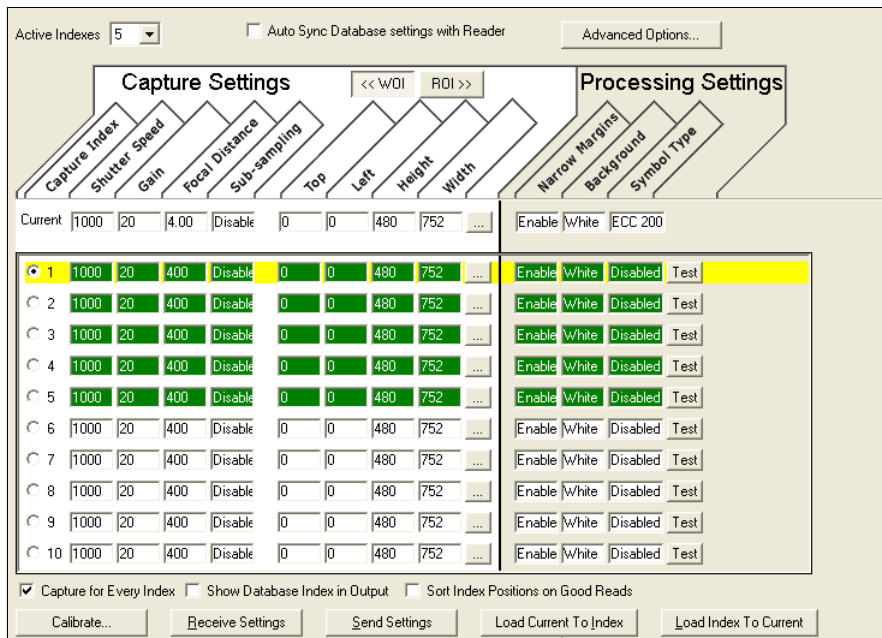 Active Indexes 5 Auto Sync Database settings with Reader Advanced Options...
Capture Settings << WOI ROI >> Processing Settings
Capture Index Shutter Speed Gain Focal Distance Sub-sampling Top Left Height Width Narrow Margins Background Symbol Type
Current 1000 20 4.00 Disable 0 0 480 752 ... Enable White ECC 200
1 1000 20 400 Disable 0 0 480 752 ... Enable White Disabled Test
2 1000 20 400 Disable 0 0 480 752 ... Enable White Disabled Test
3 1000 20 400 Disable 0 0 480 752 ... Enable White Disabled Test
4 1000 20 400 Disable 0 0 480 752 ... Enable White Disabled Test
5 1000 20 400 Disable 0 0 480 752 ... Enable White Disabled Test
6 1000 20 400 Disable 0 0 480 752 ... Enable White Disabled Test
7 1000 20 400 Disable 0 0 480 752 ... Enable White Disabled Test
8 1000 20 400 Disable 0 0 480 752 ... Enable White Disabled Test
9 1000 20 400 Disable 0 0 480 752 ... Enable White Disabled Test
10 1000 20 400 Disable 0 0 480 752 ... Enable White Disabled Test
Capture for Every Index Show Database Index in Output Sort Index Positions on Good Reads
Calibrate... Receive Settings Send Settings Load Current To Index Load Index To Current